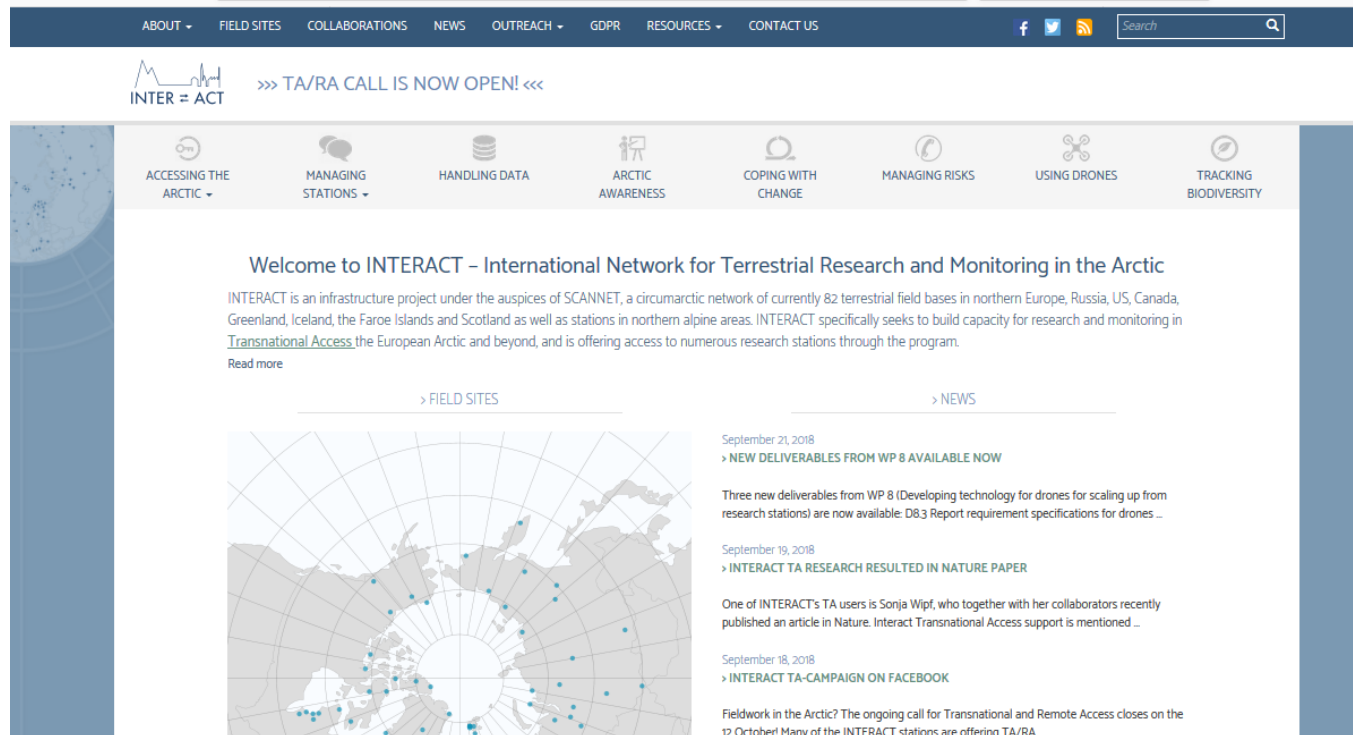 ABOUT FIELD SITES COLLABORATIONS NEWS OUTREACH GDPR RESOURCES CONTACT US Search
INTER ⇄ ACT
>>> TA/RA CALL IS NOW OPEN! <<<
ACCESSING THE ARCTIC
MANAGING STATIONS
HANDLING DATA
ARCTIC AWARENESS
COPING WITH CHANGE
MANAGING RISKS
USING DRONES
TRACKING BIODIVERSITY
Welcome to INTERACT – International Network for Terrestrial Research and Monitoring in the Arctic
INTERACT is an infrastructure project under the auspices of SCANNET, a circumarctic network of currently 82 terrestrial field bases in northern Europe, Russia, US, Canada,
Greenland, Iceland, the Faroe Islands and Scotland as well as stations in northern alpine areas. INTERACT specifically seeks to build capacity for research and monitoring in
Transnational Access the European Arctic and beyond, and is offering access to numerous research stations through the program.
Read more
> FIELD SITES
> NEWS
September 21, 2018
> NEW DELIVERABLES FROM WP 8 AVAILABLE NOW
Three new deliverables from WP 8 (Developing technology for drones for scaling up from
research stations) are now available: D8.3 Report requirement specifications for drones ...
September 19, 2018
> INTERACT TA RESEARCH RESULTED IN NATURE PAPER
One of INTERACT's TA users is Sonja Wipf, who together with her collaborators recently
published an article in Nature. Interact Transnational Access support is mentioned ...
September 18, 2018
> INTERACT TA-CAMPAIGN ON FACEBOOK
Fieldwork in the Arctic? The ongoing call for Transnational and Remote Access closes on the
12 October! Many of the INTERACT stations are offering TA/RA